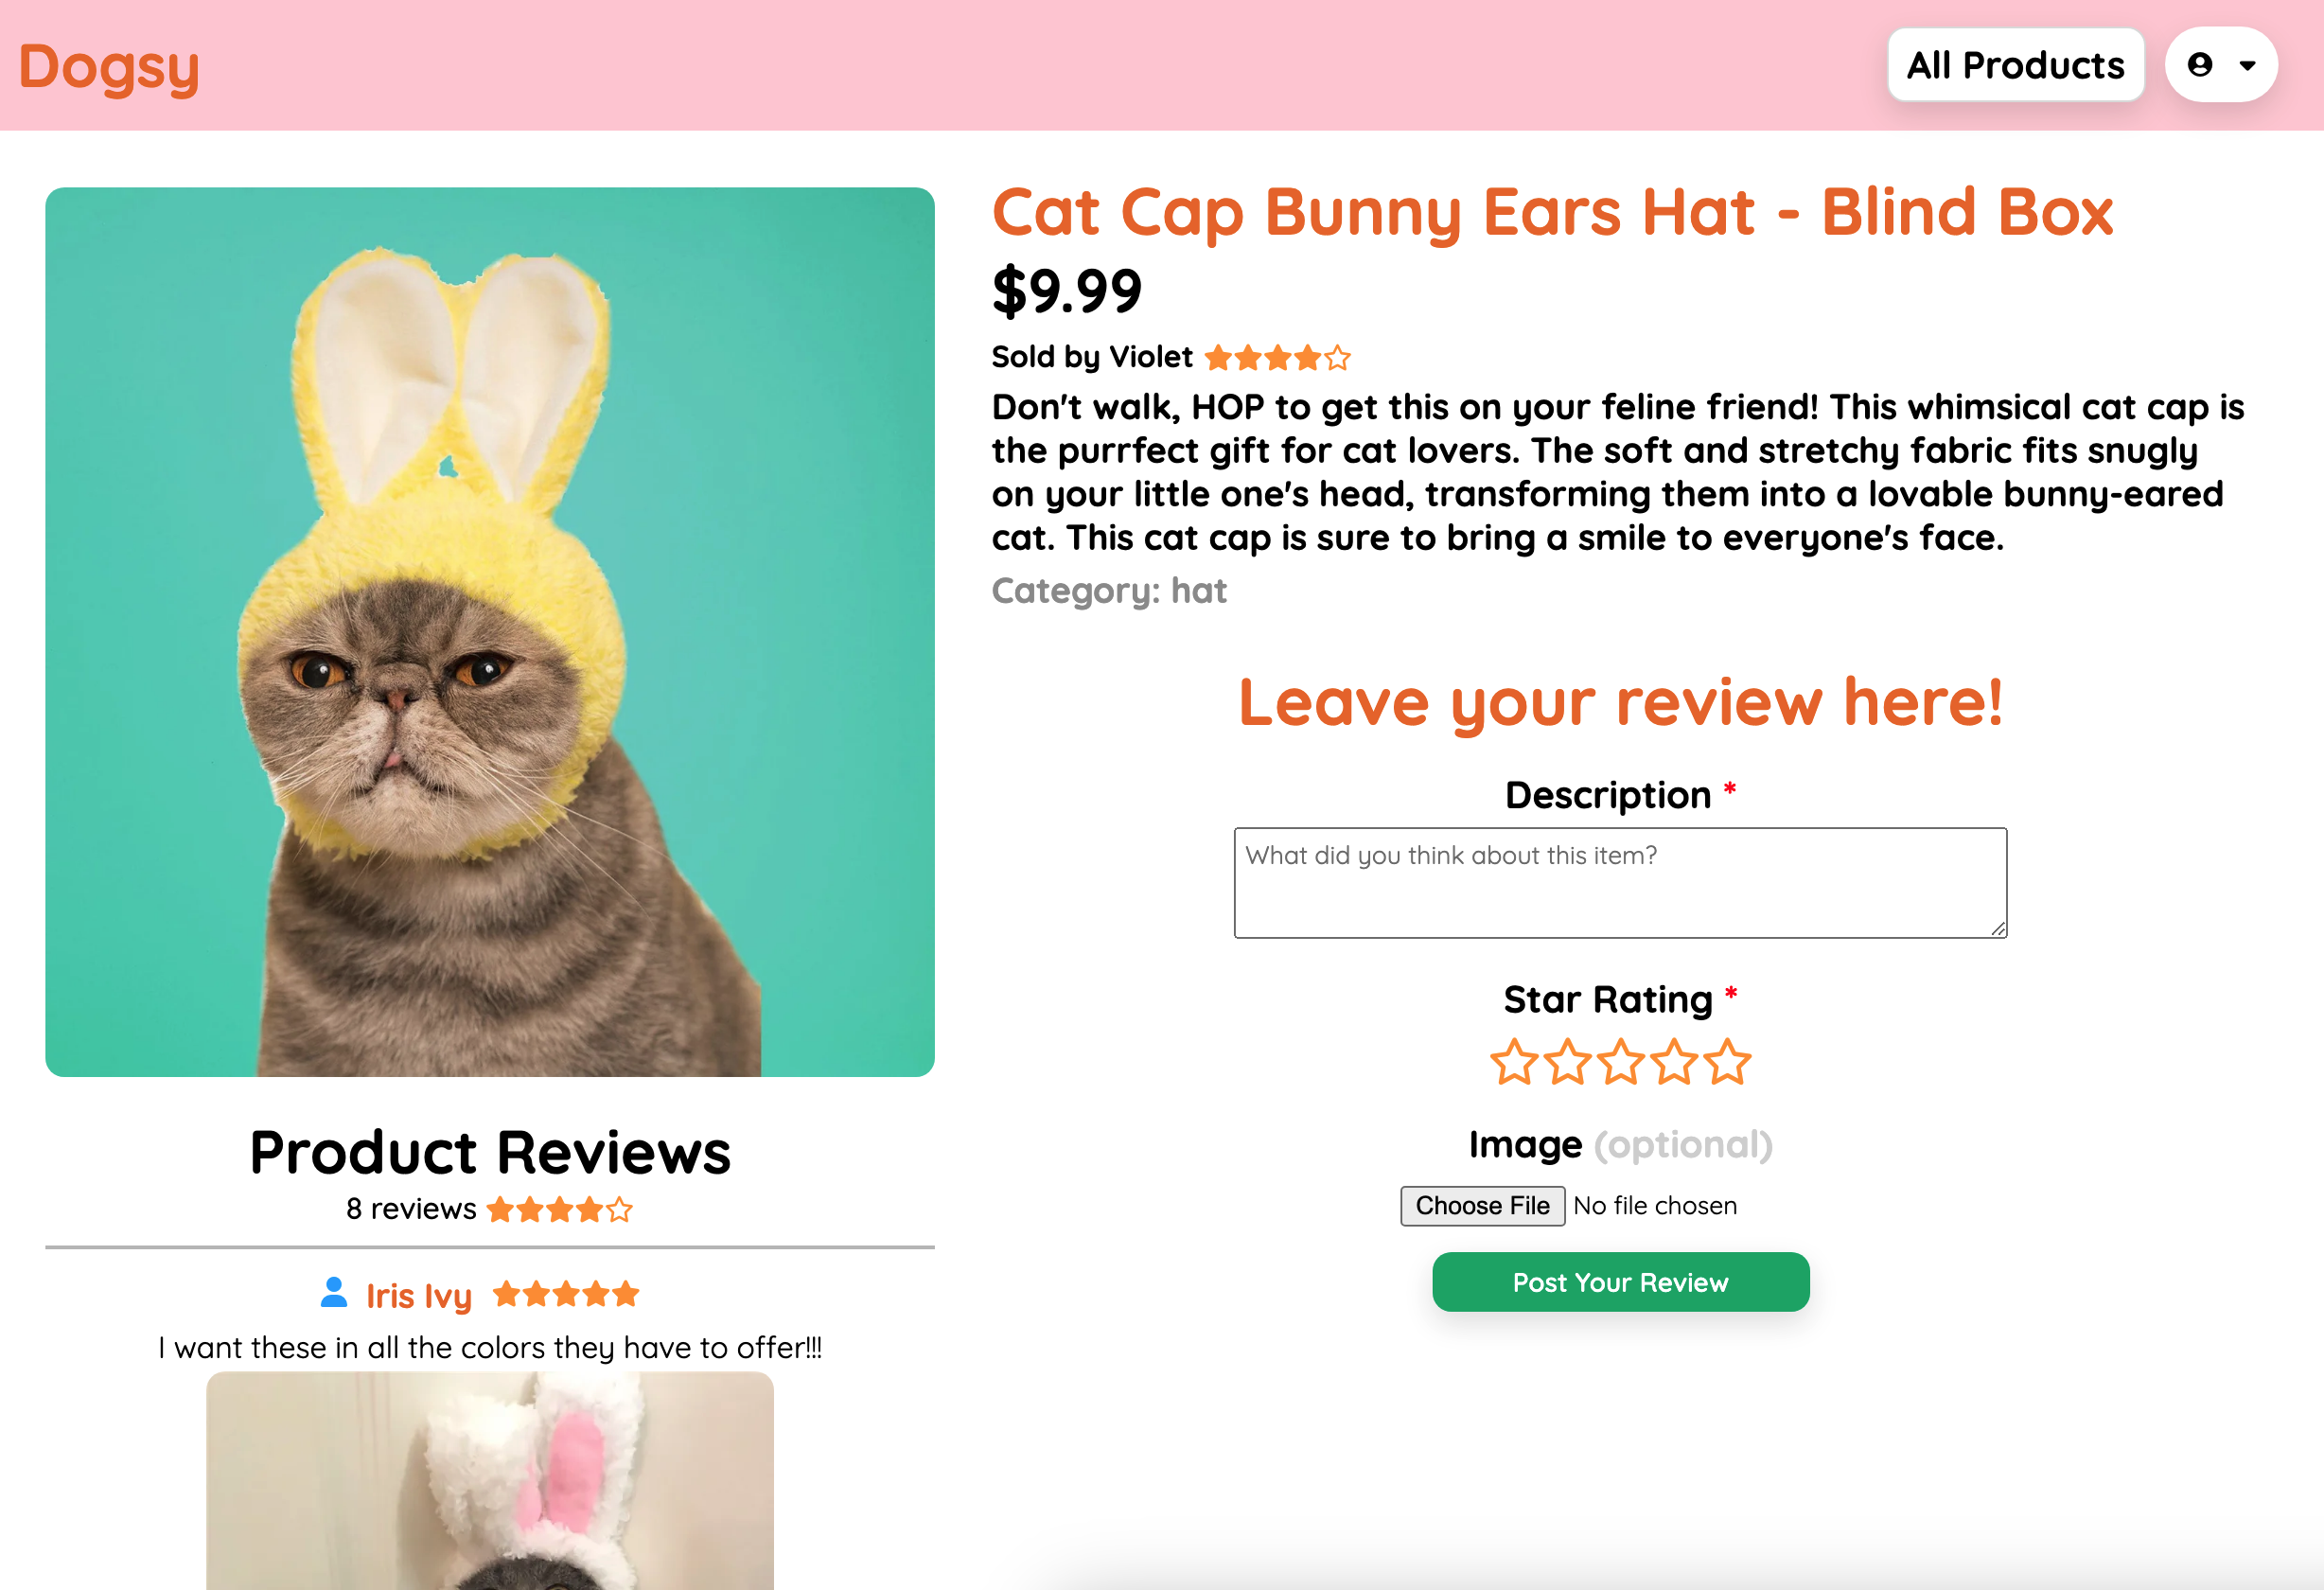 Dogsy
All Products
Cat Cap Bunny Ears Hat - Blind Box
$9.99
Sold by Violet
Don't walk, HOP to get this on your feline friend! This whimsical cat cap is
the purrfect gift for cat lovers. The soft and stretchy fabric fits snugly
on your little one's head, transforming them into a lovable bunny-eared
cat. This cat cap is sure to bring a smile to everyone's face.
Category: hat
Leave your review here!
Description *
What did you think about this item?
Star Rating *
Image (optional)
Choose File No file chosen
Post Your Review
Product Reviews
8 reviews
Iris Ivy
I want these in all the colors they have to offer!!!